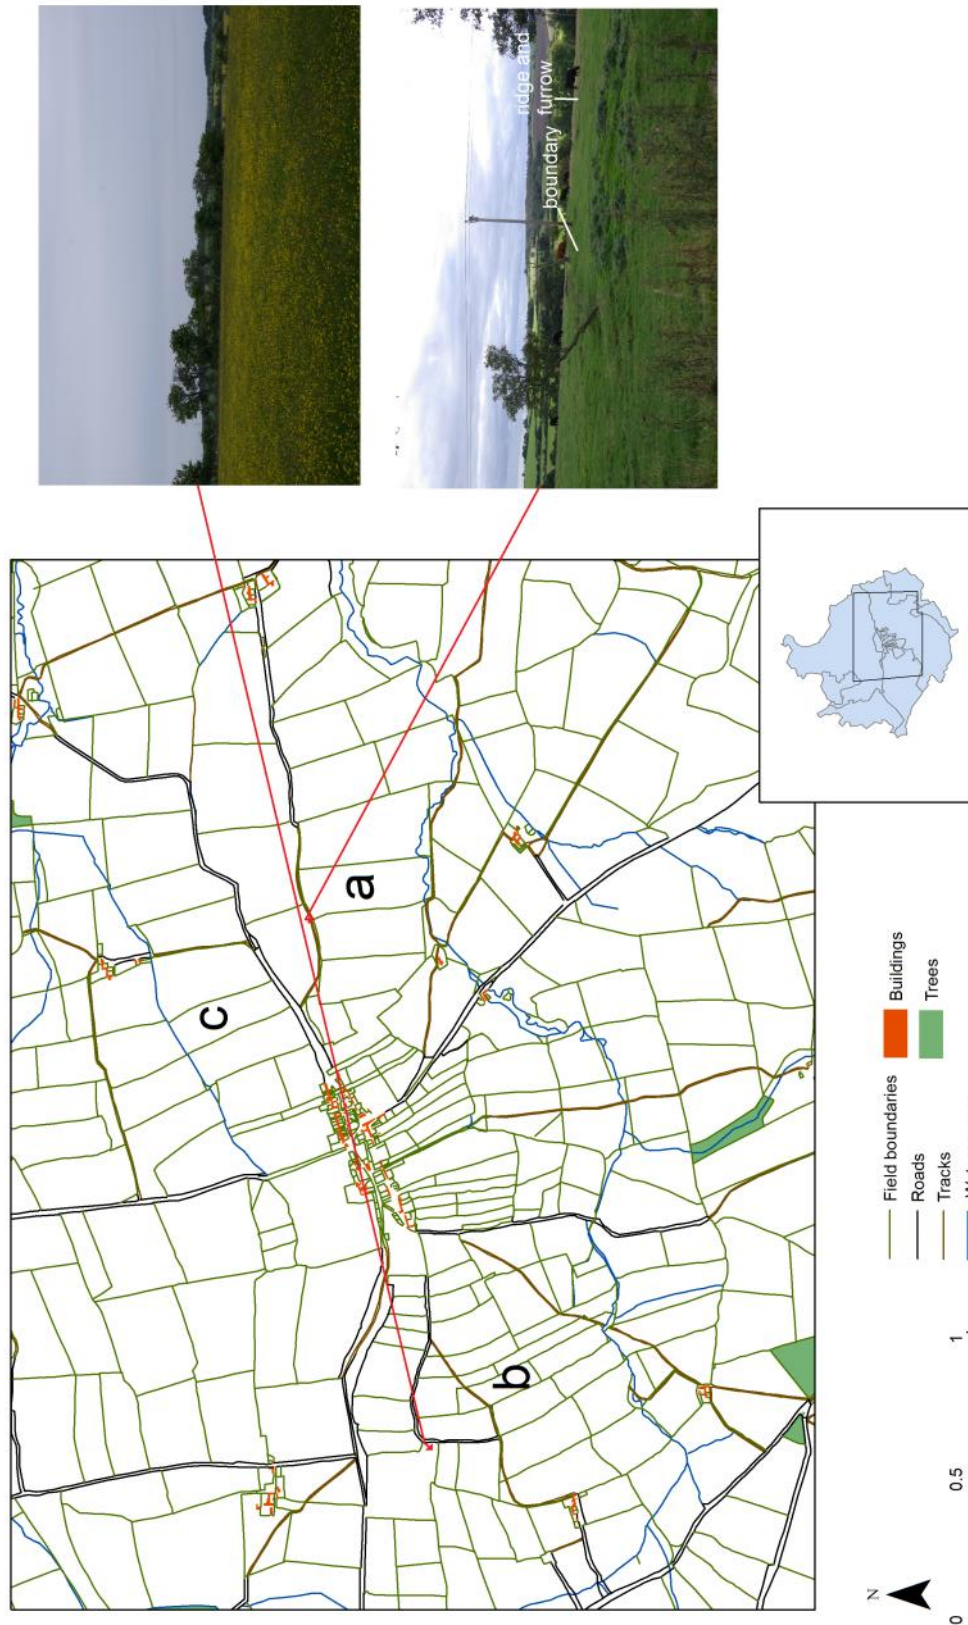 ridge and
boundary furrow
a
c
b
Field boundaries
Roads
Tracks
Buildings
Trees
N
0
0.5
1